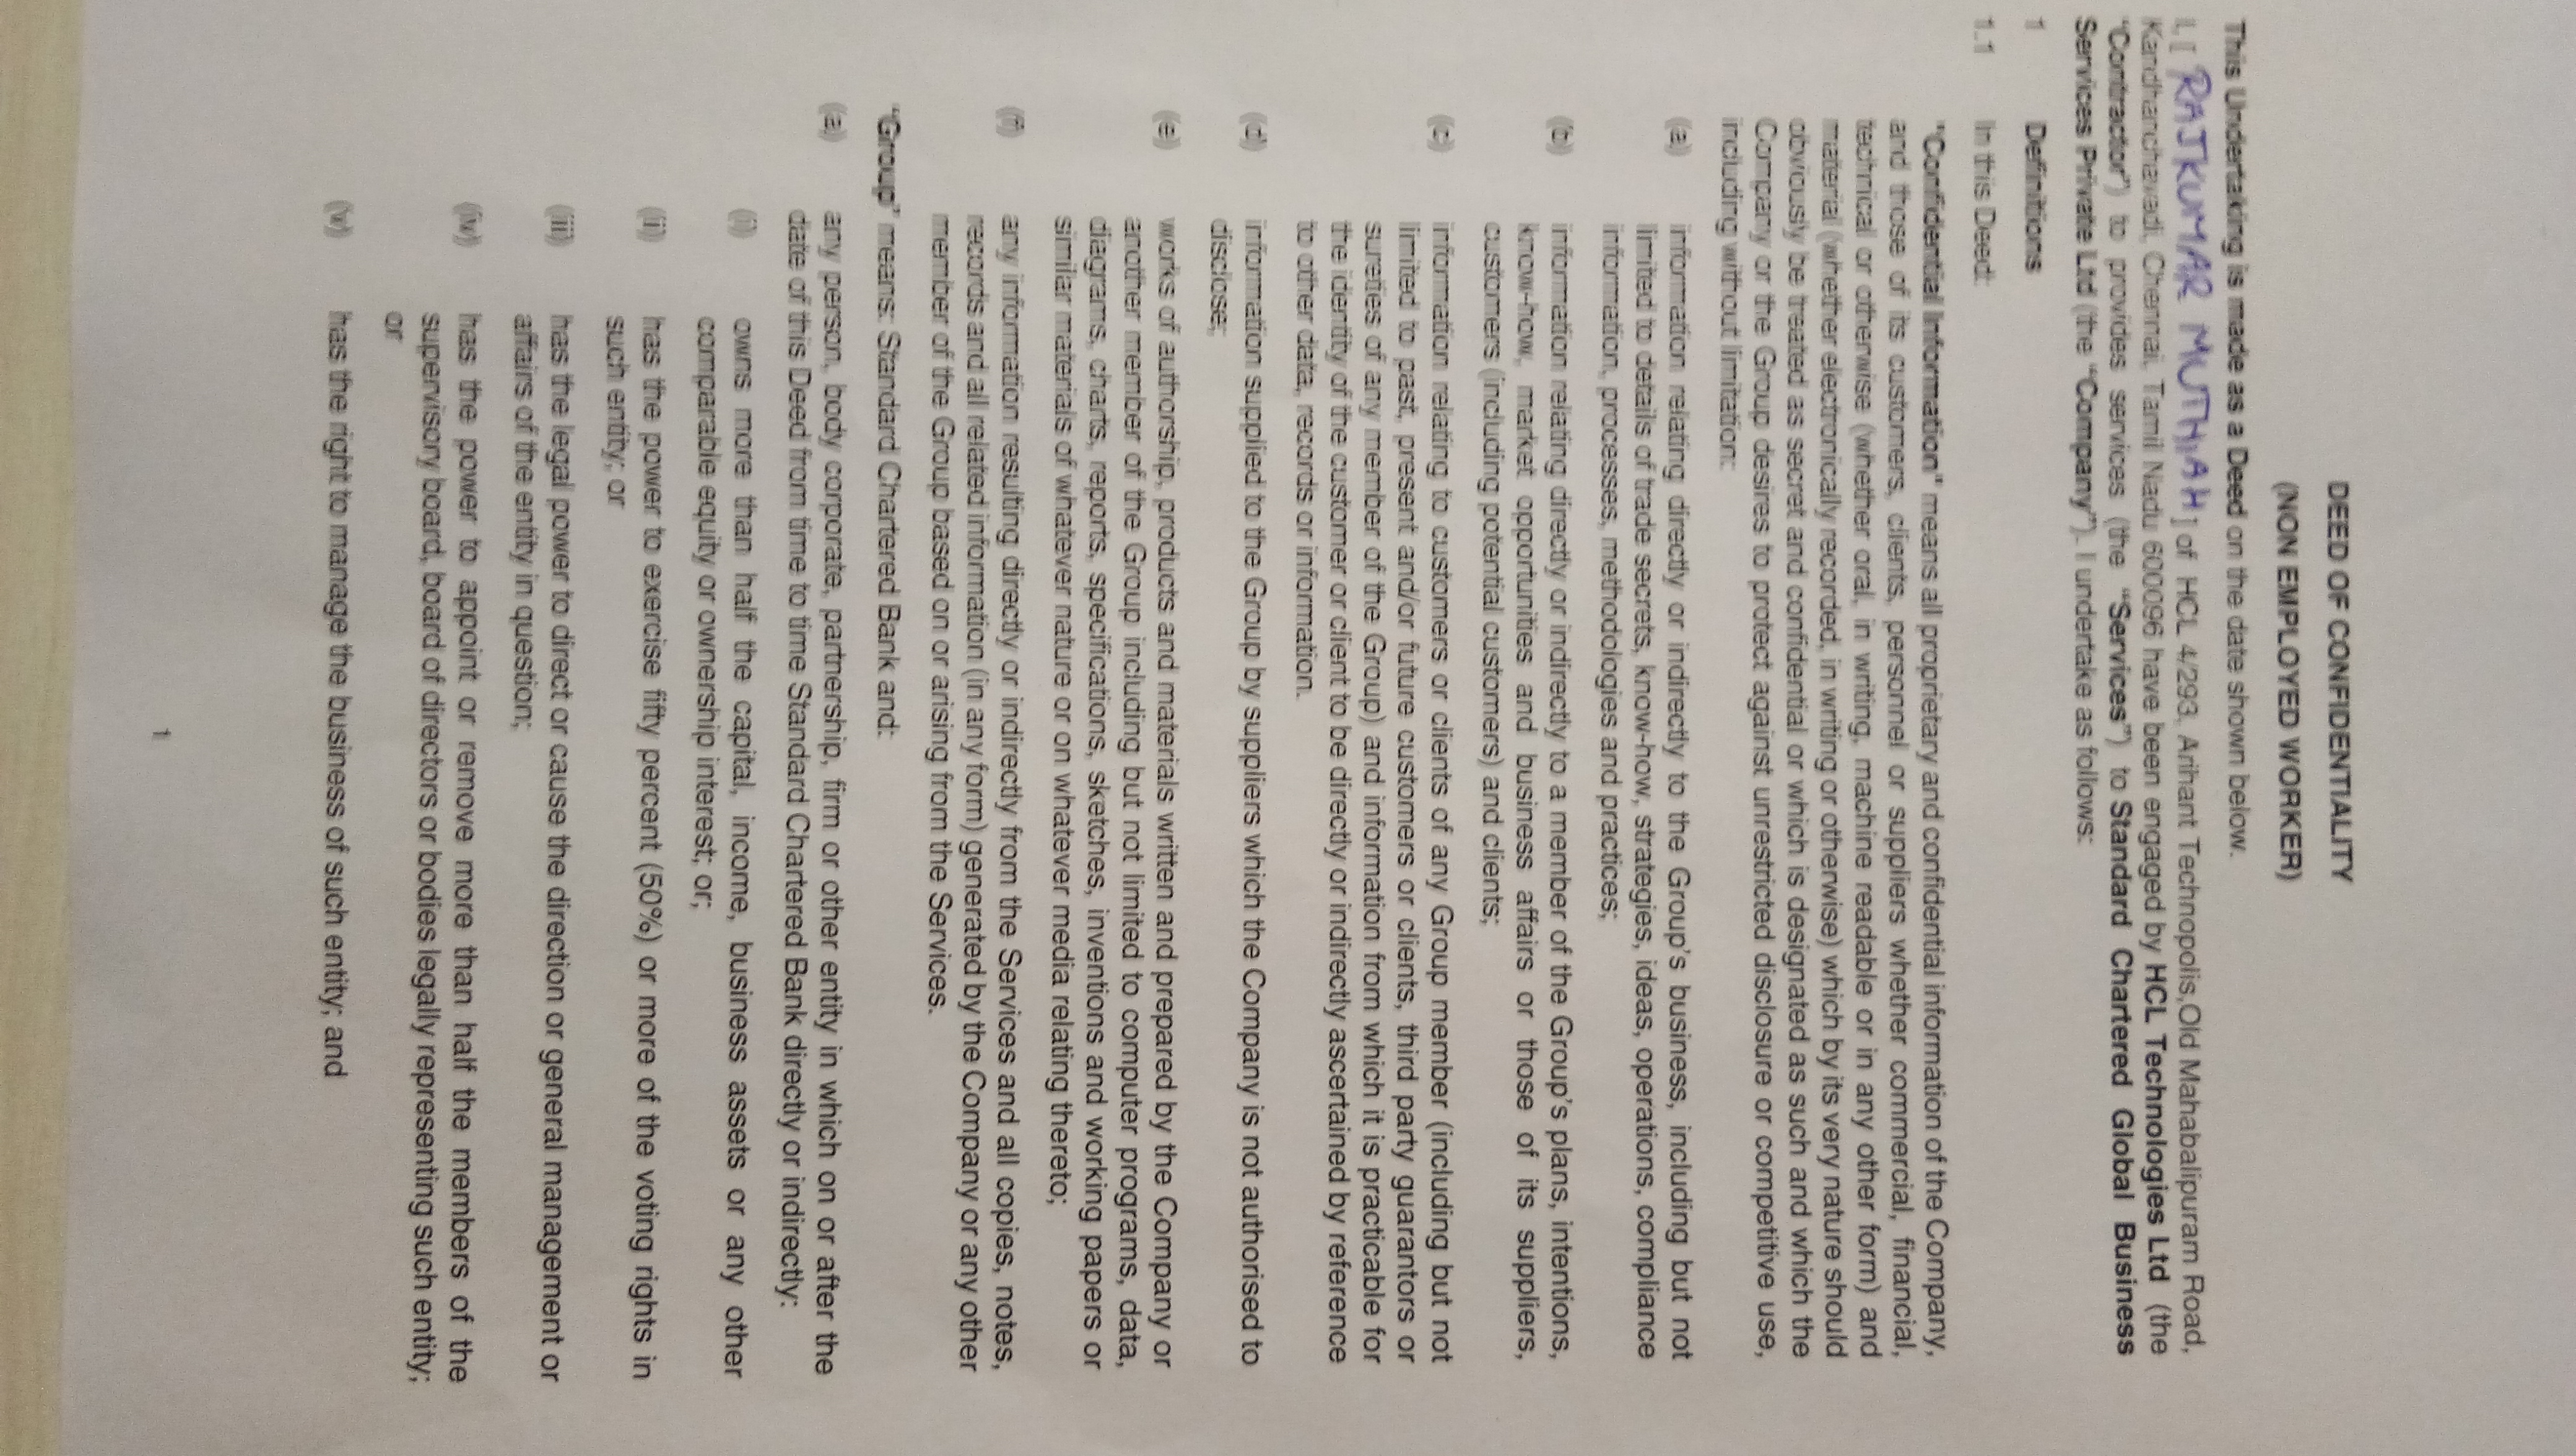 DEED OF CONFIDENTIALITY
(NON EMPLOYED WORKER)
This Undertaking is made as a Deed on the date shown below.
I, [ RAJKUMAR MUTHIAH ] of HCL 4/293, Arihant Technopolis,Old Mahabalipuram Road,
Kandhanchavadi, Chennai, Tamil Nadu 600096 have been engaged by HCL Technologies Ltd (the
"Contractor") to provides services (the "Services") to Standard Chartered Global Business
Services Private Ltd (the "Company"). I undertake as follows:
1 Definitions
1.1 In this Deed:
"Confidential Information" means all proprietary and confidential information of the Company,
and those of its customers, clients, personnel or suppliers whether commercial, financial,
technical or otherwise (whether oral, in writing, machine readable or in any other form) and
material (whether electronically recorded, in writing or otherwise) which by its very nature should
obviously be treated as secret and confidential or which is designated as such and which the
Company or the Group desires to protect against unrestricted disclosure or competitive use,
including without limitation:
(a) information relating directly or indirectly to the Group's business, including but not
limited to details of trade secrets, know-how, strategies, ideas, operations, compliance
information, processes, methodologies and practices;
(b) information relating directly or indirectly to a member of the Group's plans, intentions,
know-how, market opportunities and business affairs or those of its suppliers,
customers (including potential customers) and clients;
(c) information relating to customers or clients of any Group member (including but not
limited to past, present and/or future customers or clients, third party guarantors or
sureties of any member of the Group) and information from which it is practicable for
the identity of the customer or client to be directly or indirectly ascertained by reference
to other data, records or information.
(d) information supplied to the Group by suppliers which the Company is not authorised to
disclose;
(e) works of authorship, products and materials written and prepared by the Company or
another member of the Group including but not limited to computer programs, data,
diagrams, charts, reports, specifications, sketches, inventions and working papers or
similar materials of whatever nature or on whatever media relating thereto;
(f) any information resulting directly or indirectly from the Services and all copies, notes,
records and all related information (in any form) generated by the Company or any other
member of the Group based on or arising from the Services.
"Group" means: Standard Chartered Bank and:
(a) any person, body corporate, partnership, firm or other entity in which on or after the
date of this Deed from time to time Standard Chartered Bank directly or indirectly:
(i) owns more than half the capital, income, business assets or any other
comparable equity or ownership interest; or;
(ii) has the power to exercise fifty percent (50%) or more of the voting rights in
such entity; or
(iii) has the legal power to direct or cause the direction or general management or
affairs of the entity in question;
(iv) has the power to appoint or remove more than half the members of the
supervisory board, board of directors or bodies legally representing such entity;
or
(v) has the right to manage the business of such entity; and
1